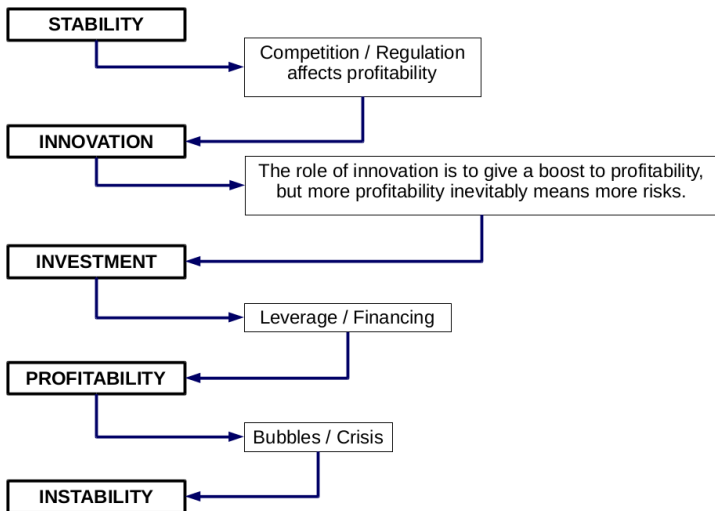 STABILITY
Competition / Regulation
affects profitability
INNOVATION
The role of innovation is to give a boost to profitability,
but more profitability inevitably means more risks.
INVESTMENT
Leverage / Financing
PROFITABILITY
Bubbles / Crisis
INSTABILITY